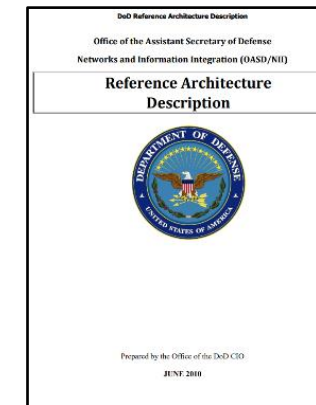 DoD Reference Architecture Description
Office of the Assistant Secretary of Defense
Networks and Information Integration (OASD/NII)
Reference Architecture
Description
DEPARTMENT OF DEFENSE
UNITED STATES OF AMERICA
Prepared by the Office of the DoD CIO
JUNE 2010